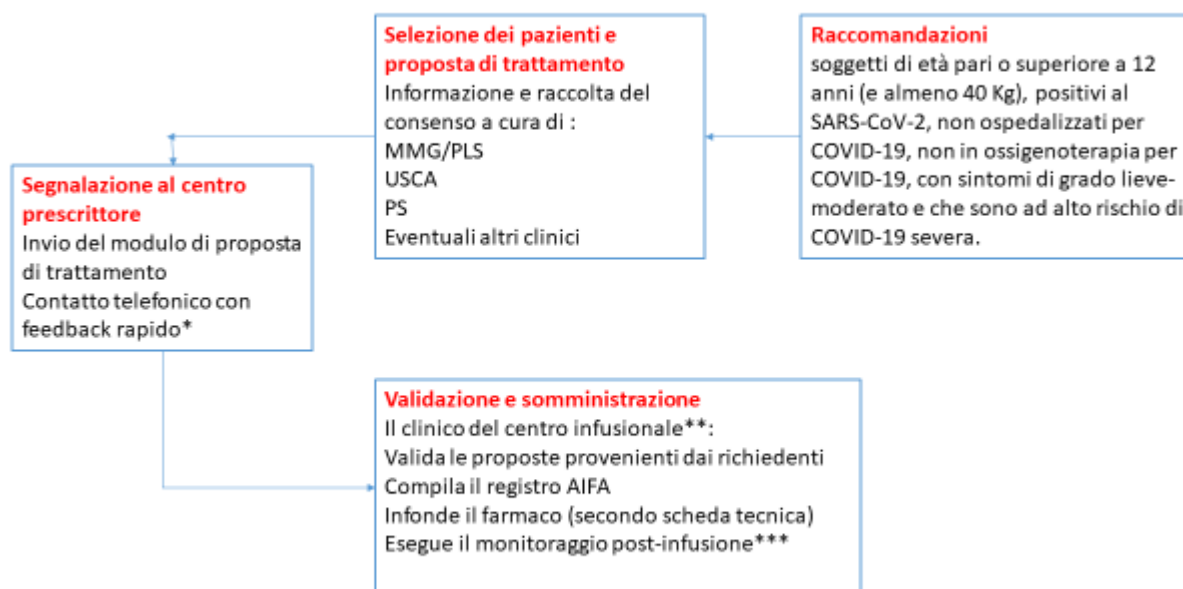 Selezione dei pazienti e
proposta di trattamento
Informazione e raccolta del
consenso a cura di :
MMG/PLS
USCA
PS
Eventuali altri clinici
Raccomandazioni
soggetti di età pari o superiore a 12
anni (e almeno 40 Kg), positivi al
SARS-CoV-2, non ospedalizzati per
COVID-19, non in ossigenoterapia per
COVID-19, con sintomi di grado lieve-
moderato e che sono ad alto rischio di
COVID-19 severa.
Segnalazione al centro
prescrittore
Invio del modulo di proposta
di trattamento
Contatto telefonico con
feedback rapido*
Validazione e somministrazione
Il clinico del centro infusionale**:
Valida le proposte provenienti dai richiedenti
Compila il registro AIFA
Infonde il farmaco (secondo scheda tecnica)
Esegue il monitoraggio post-infusione***